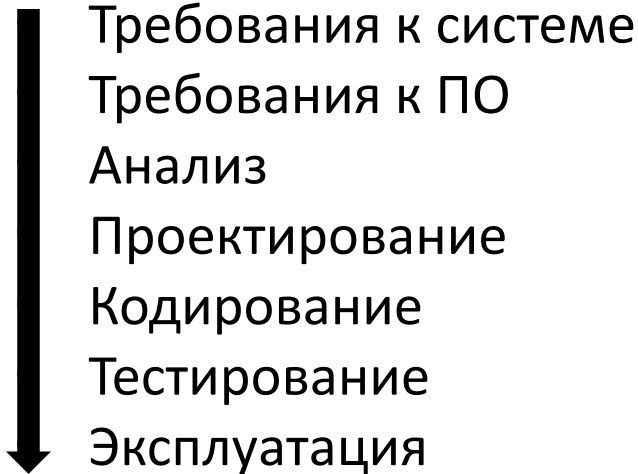 Требования к системе
Требования к ПО
Анализ
Проектирование
Кодирование
Тестирование
Эксплуатация